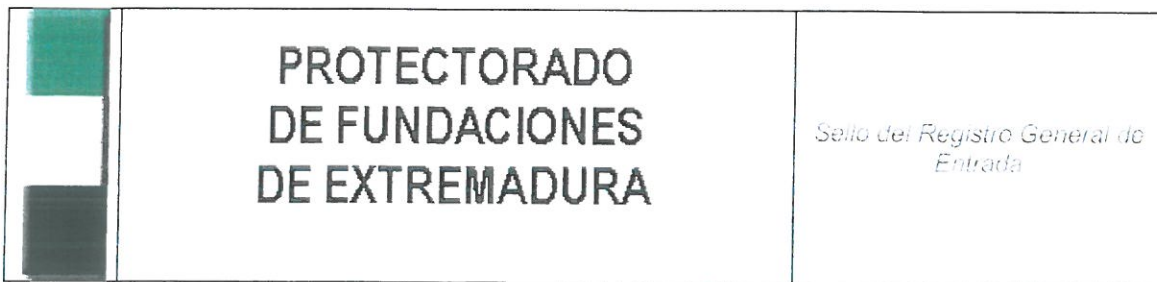 PROTECTORADO
DE FUNDACIONES
DE EXTREMADURA
Sello del Registro General de
Entrada